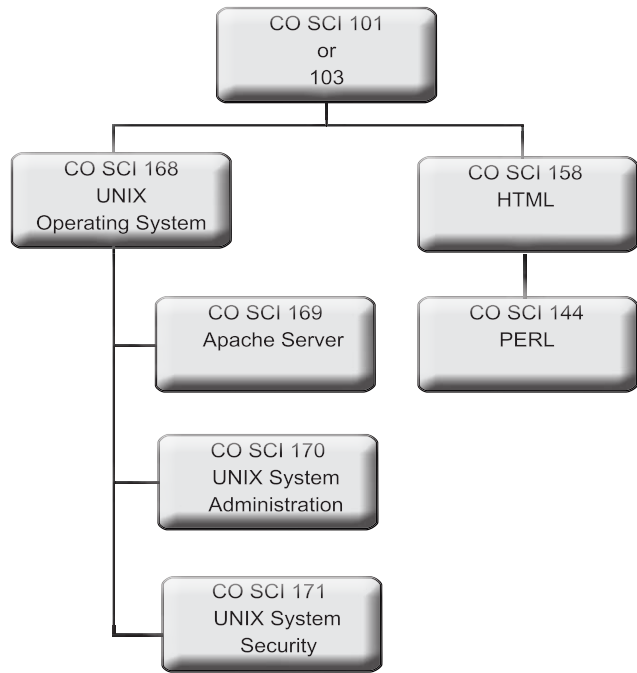 CO SCI 101
or
103
CO SCI 168
UNIX
Operating System
CO SCI 158
HTML
CO SCI 169
Apache Server
CO SCI 144
PERL
CO SCI 170
UNIX System
Administration
CO SCI 171
UNIX System
Security